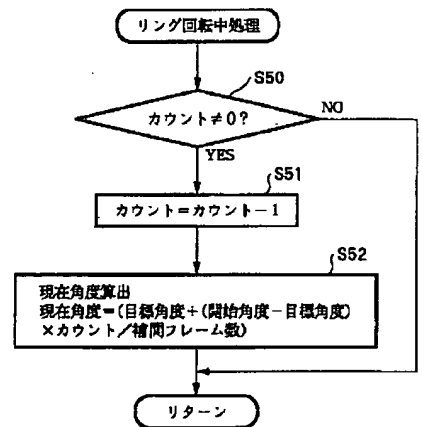 リング回転中処理
S50
カウント≠0?
NO
YES
S51
カウント=カウント−1
S52
現在角度算出
現在角度=(目標角度+(開始角度−目標角度)
×カウント/補間フレーム数)
リターン